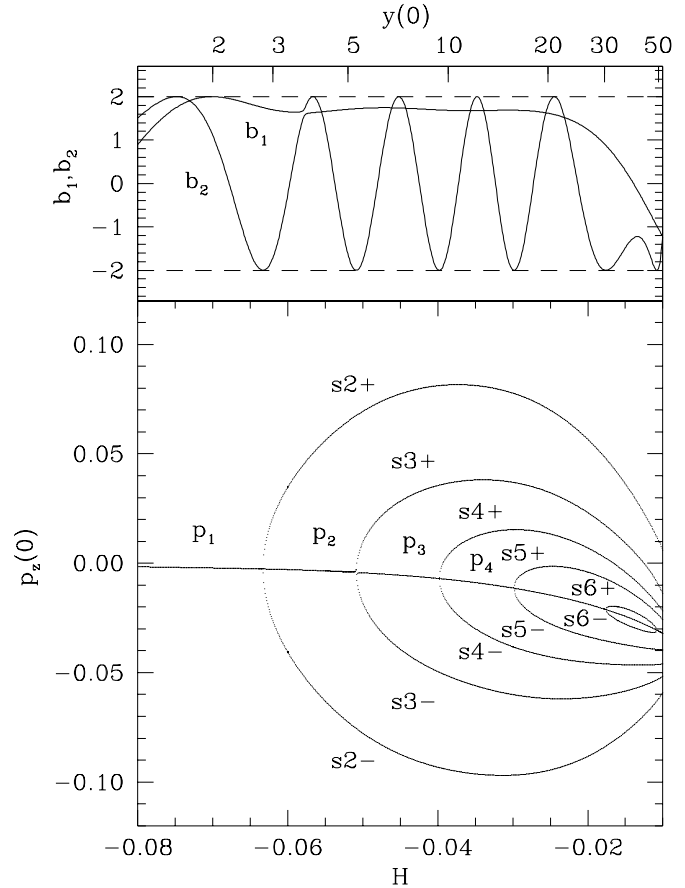 y(0)
2 3 5 10 20 30 50
b₁,b₂
2
1
0
−1
−2
b₁
b₂
p_z(0)
0.10
0.05
0.00
−0.05
−0.10
s2+
s3+
s4+
p₁ p₂ p₃ p₄ s5+
s6+
s6−
s5−
s4−
s3−
s2−
−0.08 −0.06 −0.04 −0.02
H